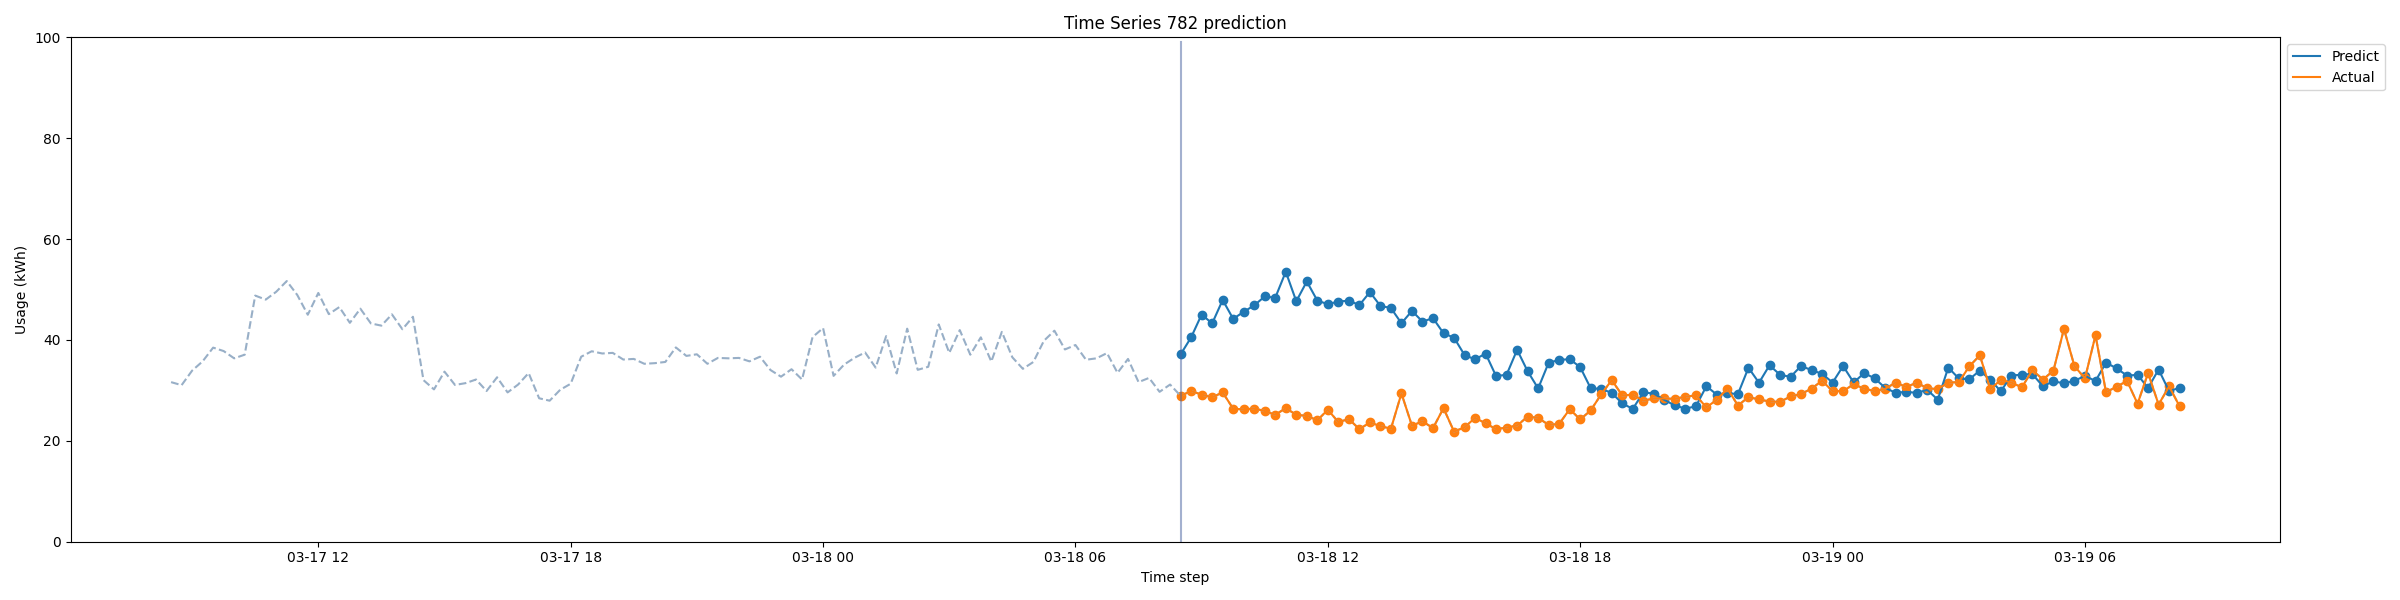 Time Series 782 prediction
Predict
Actual
Usage (kWh)
100
80
60
40
20
0
03-17 12
03-17 18
03-18 00
03-18 06
03-18 12
03-18 18
03-19 00
03-19 06
Time step